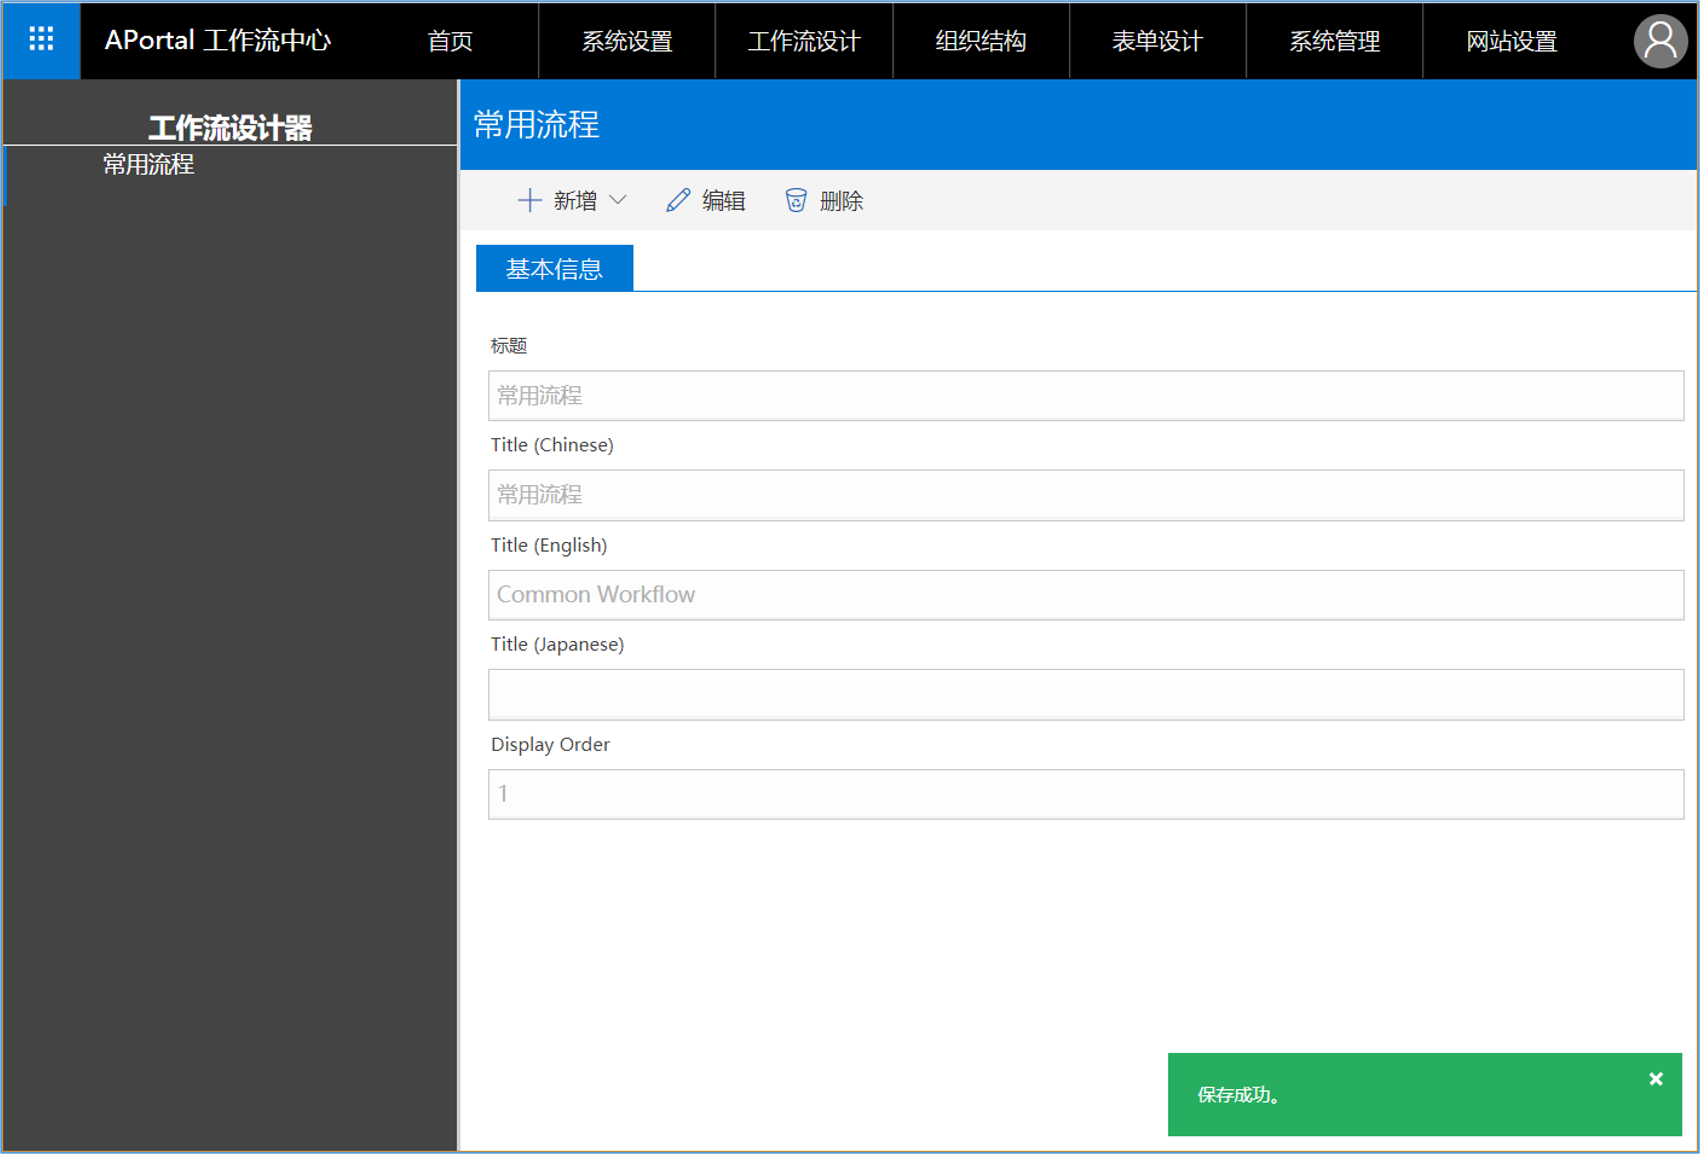 APortal 工作流中心
首页
系统设置
工作流设计
组织结构
表单设计
系统管理
网站设置
工作流设计器
常用流程
常用流程
新增
编辑
删除
基本信息
标题
常用流程
Title (Chinese)
常用流程
Title (English)
Common Workflow
Title (Japanese)
Display Order
1
保存成功。